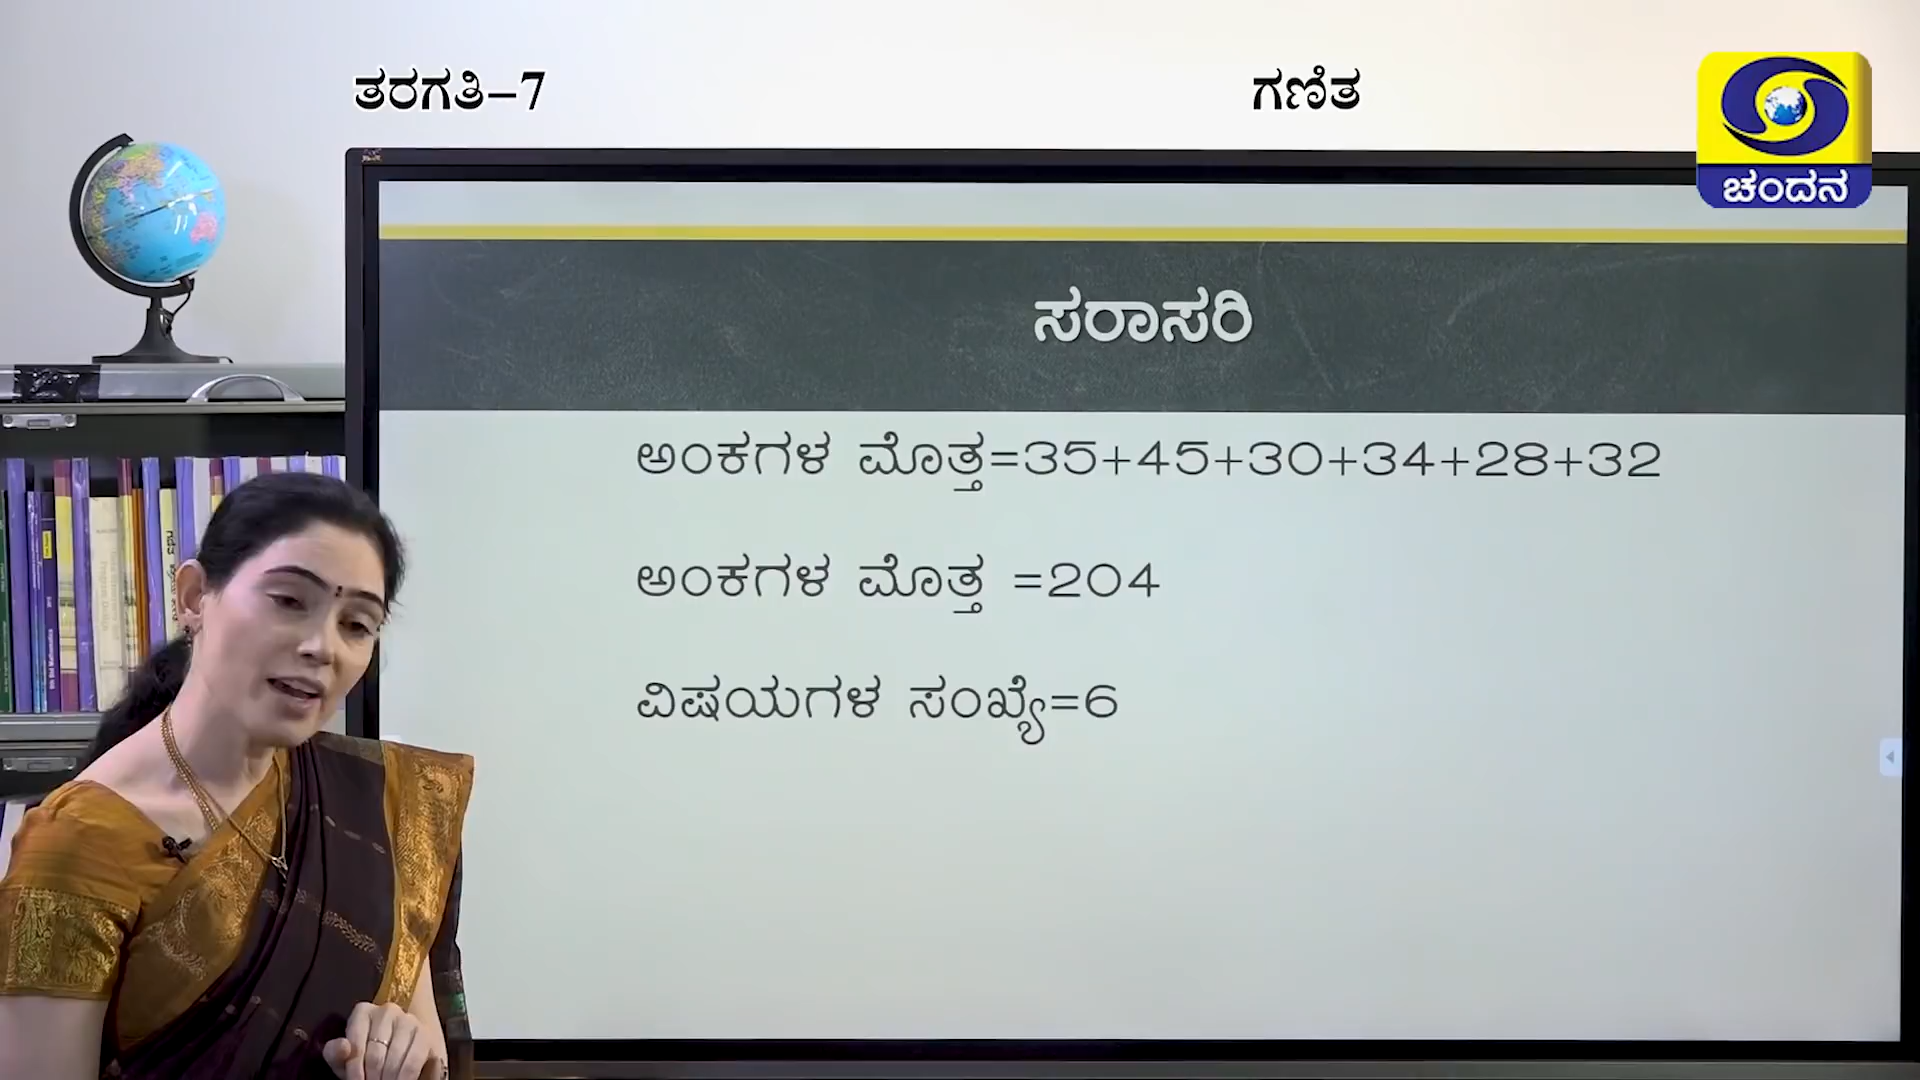 ತರಗತಿ–7
ಗಣಿತ
ಚಂದನ
ಸರಾಸರಿ
ಅಂಕಗಳ ಮೊತ್ತ=35+45+30+34+28+32
ಅಂಕಗಳ ಮೊತ್ತ =204
ವಿಷಯಗಳ ಸಂಖ್ಯೆ=6